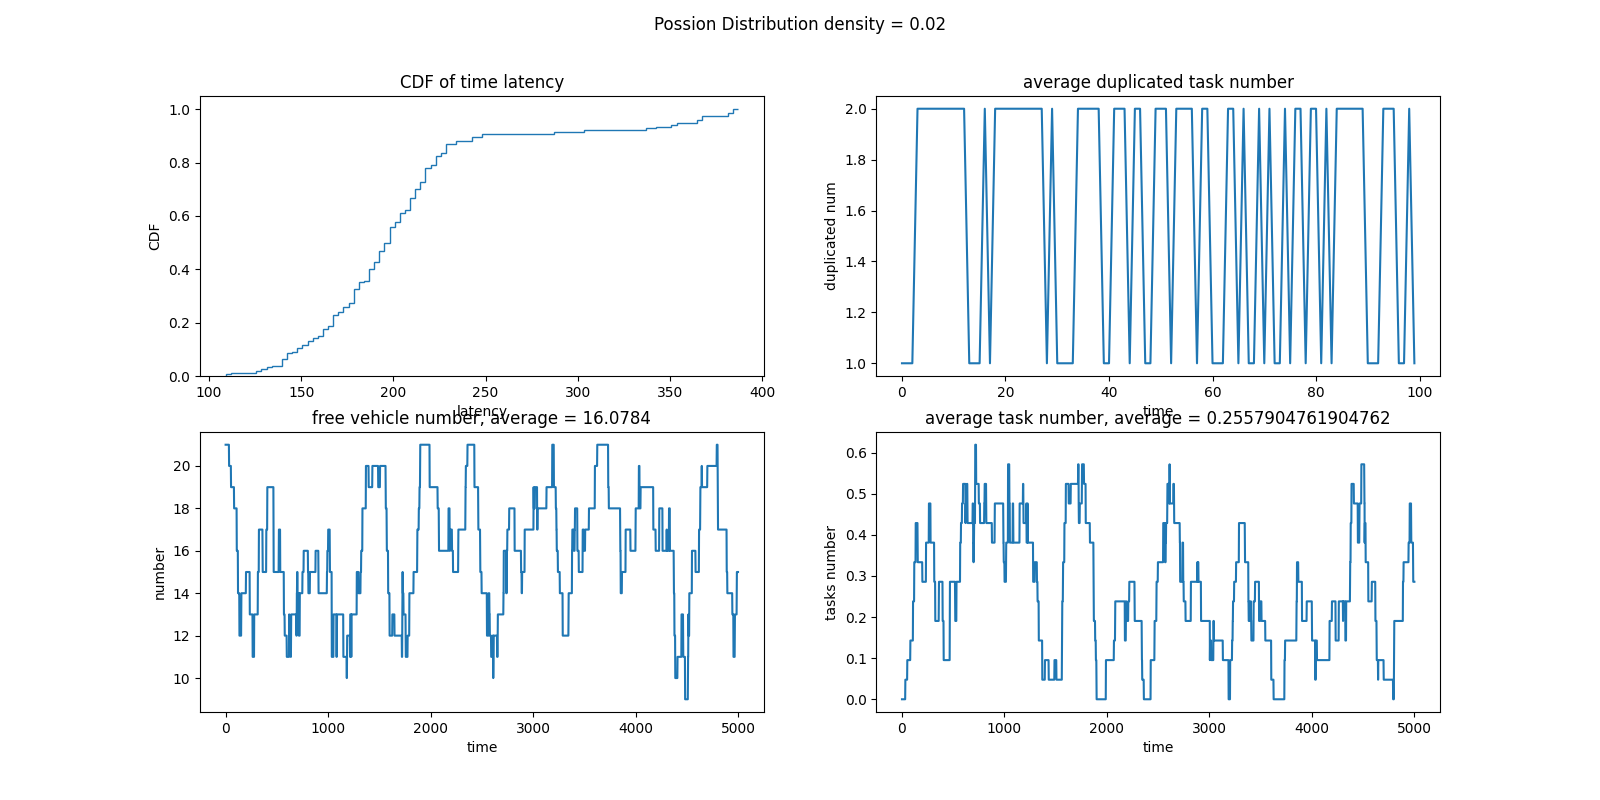 Possion Distribution density = 0.02
CDF of time latency
CDF
1.0
0.8
0.6
0.4
0.2
0.0
100 150 200 250 300 350 400
latency
average duplicated task number
duplicated num
2.0
1.8
1.6
1.4
1.2
1.0
0 20 40 60 80 100
time
free vehicle number, average = 16.0784
number
20
18
16
14
12
10
0 1000 2000 3000 4000 5000
time
average task number, average = 0.2557904761904762
tasks number
0.6
0.5
0.4
0.3
0.2
0.1
0.0
0 1000 2000 3000 4000 5000
time